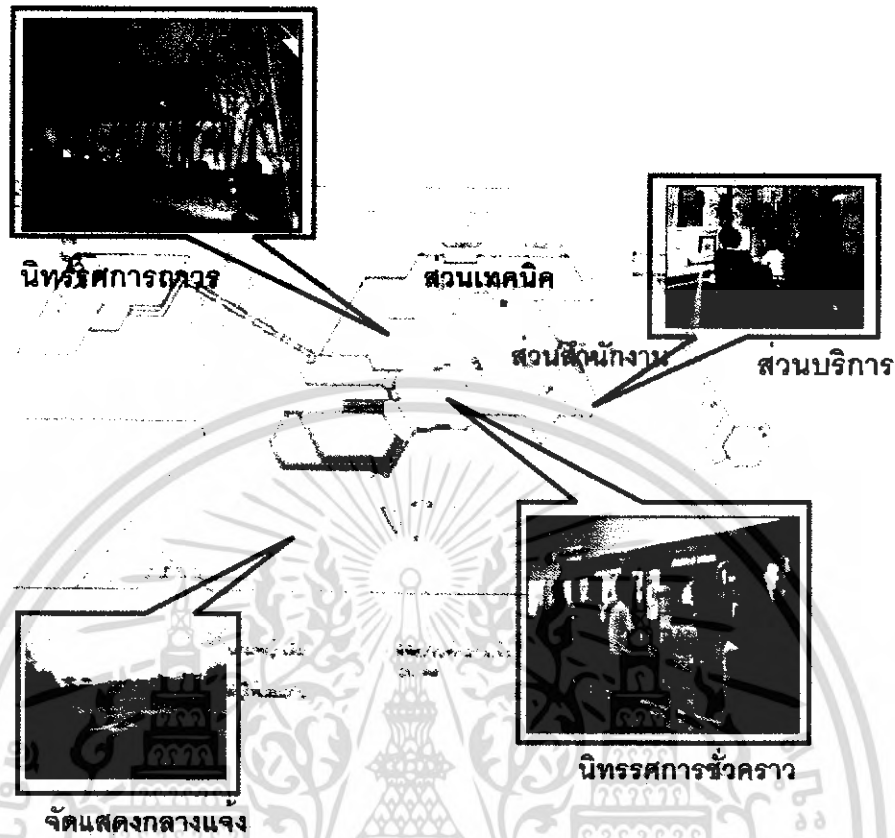 นิทรรศการถาวร
ส่วนเทคนิค
ส่วนสำนักงาน
ส่วนบริการ
นิทรรศการชั่วคราว
จัดแสดงกลางแจ้ง